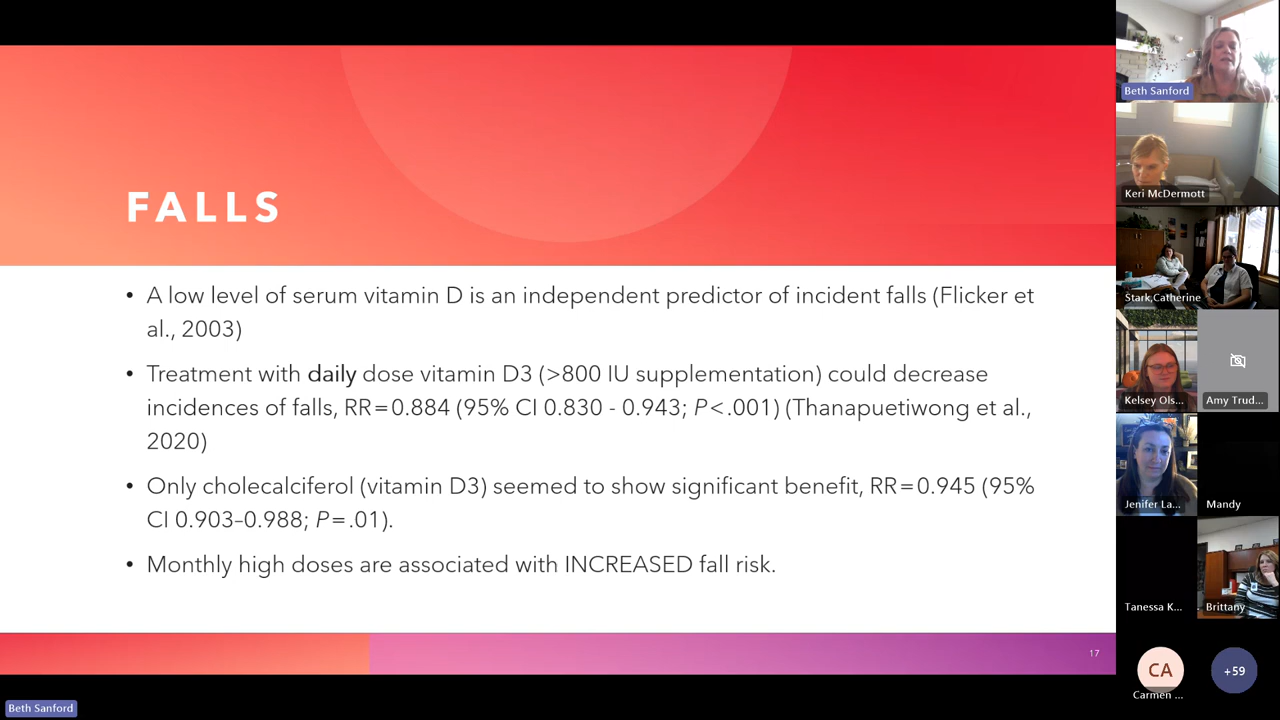 FALLS
• A low level of serum vitamin D is an independent predictor of incident falls (Flicker et
al., 2003)
• Treatment with daily dose vitamin D3 (>800 IU supplementation) could decrease
incidences of falls, RR=0.884 (95% CI 0.830 - 0.943; P<.001) (Thanapuetiwong et al.,
2020)
• Only cholecalciferol (vitamin D3) seemed to show significant benefit, RR=0.945 (95%
CI 0.903–0.988; P=.01).
• Monthly high doses are associated with INCREASED fall risk.
17
Beth Sanford
Beth Sanford
Keri McDermott
Stark,Catherine
Kelsey Ols...
Amy Trud...
Jenifer La...
Mandy
Tanessa K...
Brittany
CA
Carmen ...
+59